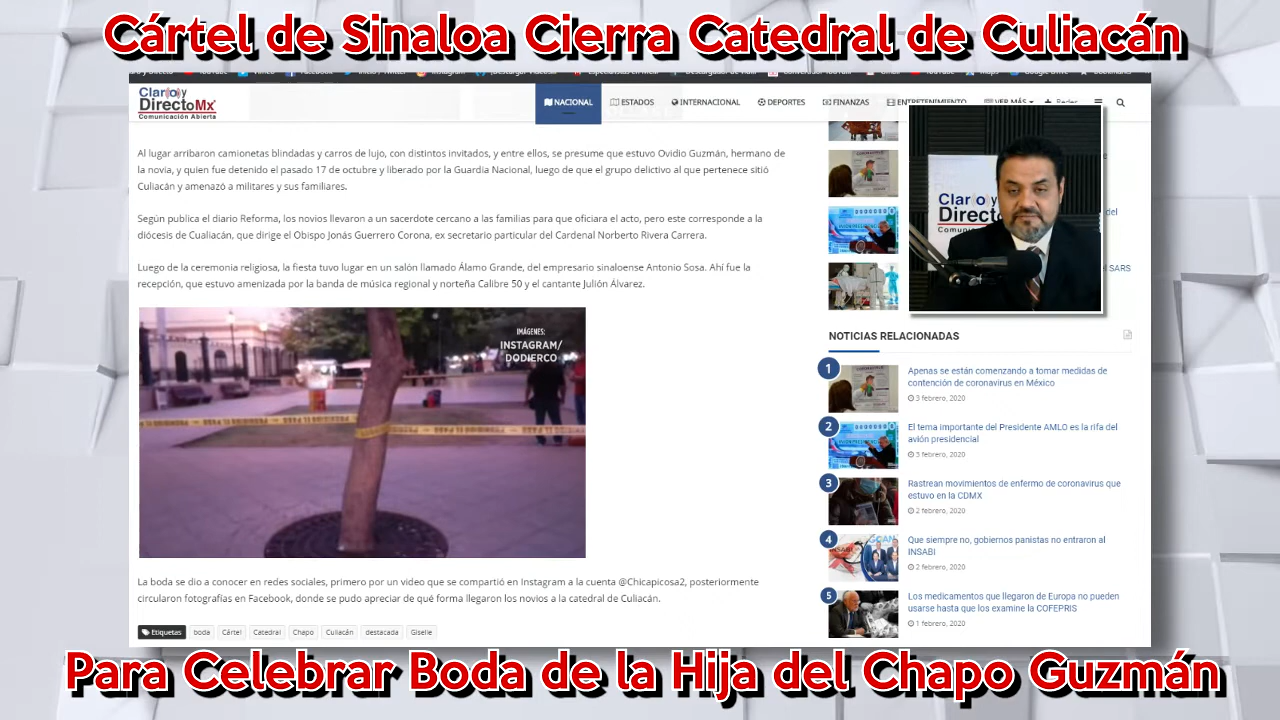 Cártel de Sinaloa Cierra Catedral de Culiacán
Claro y
DirectoMx
Comunicación Abierta
NACIONAL ESTADOS INTERNACIONAL DEPORTES FINANZAS ENTRETENIMIENTO VER MÁS Redes
Al lugar arribaron camionetas blindadas y carros de lujo, con distintos invitados, y entre ellos, se presume que estuvo Ovidio Guzmán, hermano de
la novia, y quien fue detenido el pasado 17 de octubre y liberado por la Guardia Nacional, luego de que el grupo delictivo al que pertenece sitió
Culiacán y amenazó a militares y sus familiares.
Según publica el diario Reforma, los novios llevaron a un sacerdote cercano a las familias para que oficiara el acto, pero este corresponde a la
diócesis de Culiacán, que dirige el Obispo Jonás Guerrero Corona, ex secretario particular del Cardenal Norberto Rivera Carrera.
Luego de la ceremonia religiosa, la fiesta tuvo lugar en un salón llamado Álamo Grande, del empresario sinaloense Antonio Sosa. Ahí fue la
recepción, que estuvo amenizada por la banda de música regional y norteña Calibre 50 y el cantante Julión Álvarez.
IMÁGENES:
INSTAGRAM/
DODIERCO
La boda se dio a conocer en redes sociales, primero por un video que se compartió en Instagram a la cuenta @Chicapicosa2, posteriormente
circularon fotografías en Facebook, donde se pudo apreciar de qué forma llegaron los novios a la catedral de Culiacán.
Etiquetas boda Cártel Catedral Chapo Culiacán destacada Giselle
Claro y
Directo
del
SARS
NOTICIAS RELACIONADAS
1
Apenas se están comenzando a tomar medidas de
contención de coronavirus en México
3 febrero, 2020
2
El tema importante del Presidente AMLO es la rifa del
avión presidencial
3 febrero, 2020
3
Rastrean movimientos de enfermo de coronavirus que
estuvo en la CDMX
2 febrero, 2020
4
Que siempre no, gobiernos panistas no entraron al
INSABI
2 febrero, 2020
5
Los medicamentos que llegaron de Europa no pueden
usarse hasta que los examine la COFEPRIS
1 febrero, 2020
Para Celebrar Boda de la Hija del Chapo Guzmán